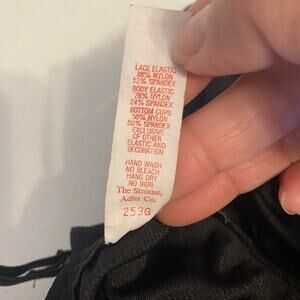 LACE ELASTIC
88% NYLON
12% SPANDEX
BODY ELASTIC
76% NYLON
24% SPANDEX
BOTTOM CUPS
50% NYLON
50% SPANDEX
EXCLUSIVE
OF OTHER
ELASTIC AND
DECORATION
HAND WASH
NO BLEACH
HANG DRY
NO IRON.
The Strouse,
Adler Co.
253G